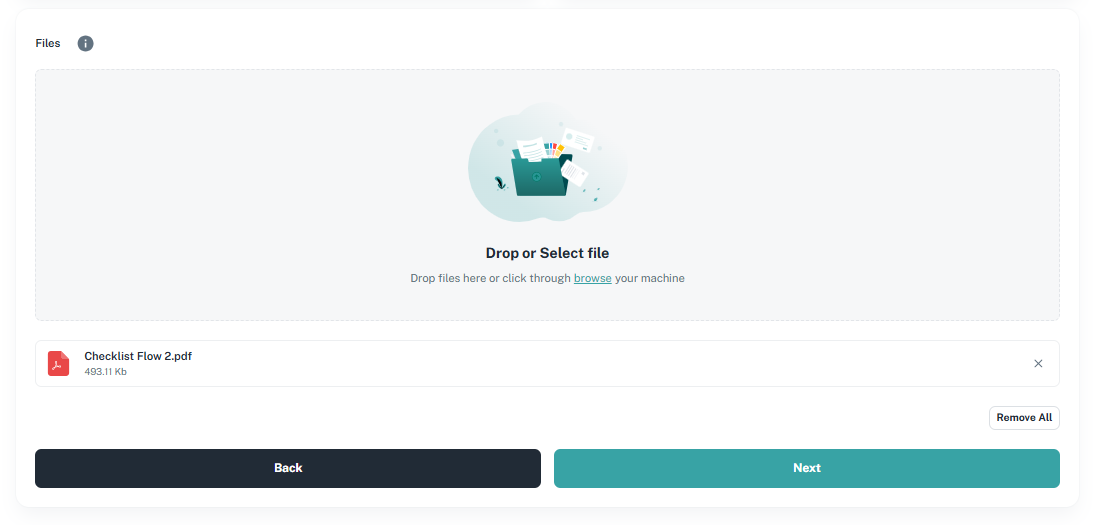 Files
Drop or Select file
Drop files here or click through browse your machine
Checklist Flow 2.pdf
493.11 Kb
Remove All
Back
Next